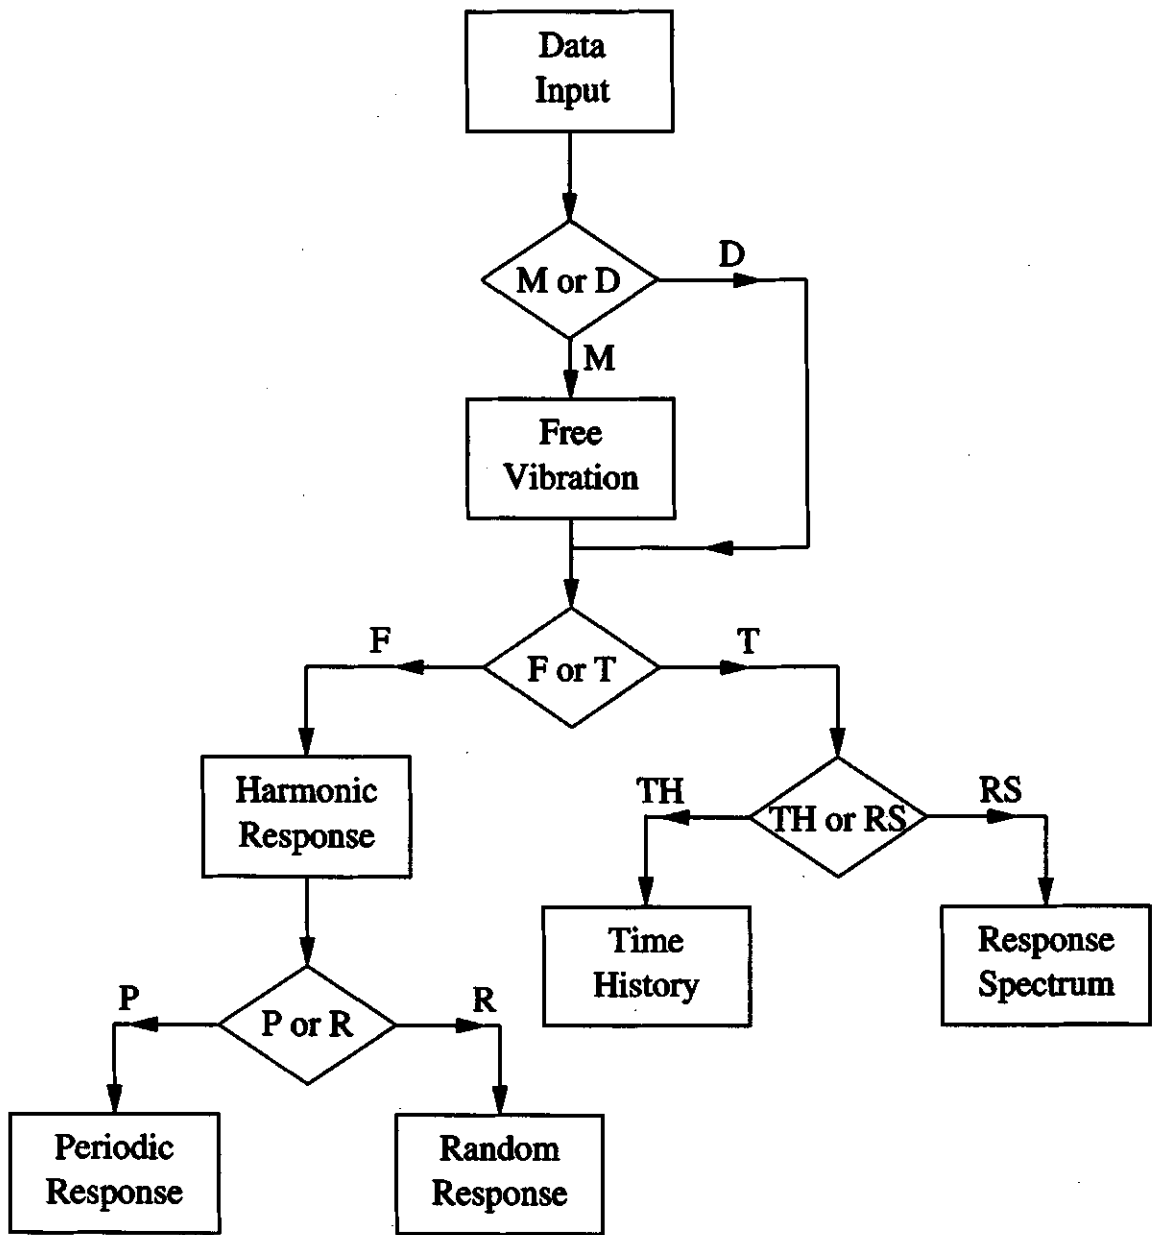 Data
Input
M or D
D
M
Free
Vibration
F
F or T
T
Harmonic
Response
TH
TH or RS
RS
Time
History
Response
Spectrum
P
P or R
R
Periodic
Response
Random
Response